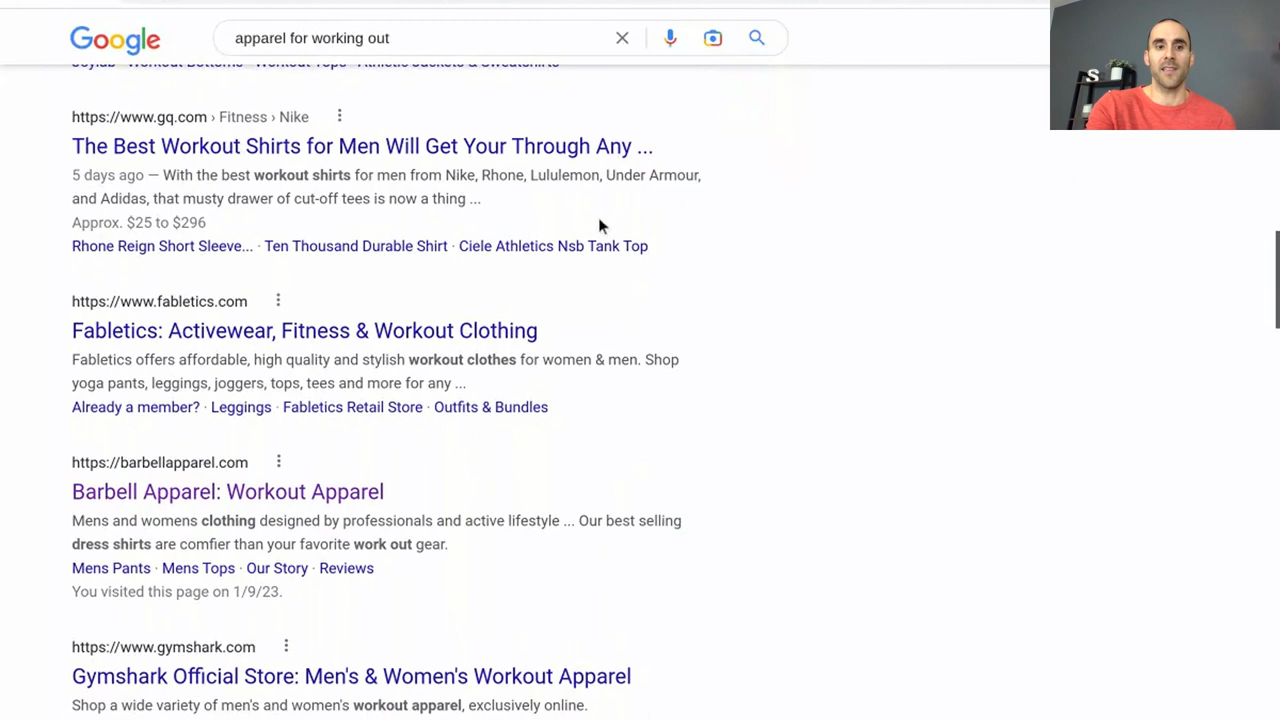 Google
apparel for working out
Joylab · Workout Bottoms · Workout Tops · Athletic Jackets & Sweatshirts
https://www.gq.com › Fitness › Nike
The Best Workout Shirts for Men Will Get Your Through Any ...
5 days ago — With the best workout shirts for men from Nike, Rhone, Lululemon, Under Armour,
and Adidas, that musty drawer of cut-off tees is now a thing ...
Approx. $25 to $296
Rhone Reign Short Sleeve... · Ten Thousand Durable Shirt · Ciele Athletics Nsb Tank Top
https://www.fabletics.com
Fabletics: Activewear, Fitness & Workout Clothing
Fabletics offers affordable, high quality and stylish workout clothes for women & men. Shop
yoga pants, leggings, joggers, tops, tees and more for any ...
Already a member? · Leggings · Fabletics Retail Store · Outfits & Bundles
https://barbellapparel.com
Barbell Apparel: Workout Apparel
Mens and womens clothing designed by professionals and active lifestyle ... Our best selling
dress shirts are comfier than your favorite work out gear.
Mens Pants · Mens Tops · Our Story · Reviews
You visited this page on 1/9/23.
https://www.gymshark.com
Gymshark Official Store: Men's & Women's Workout Apparel
Shop a wide variety of men's and women's workout apparel, exclusively online.
S